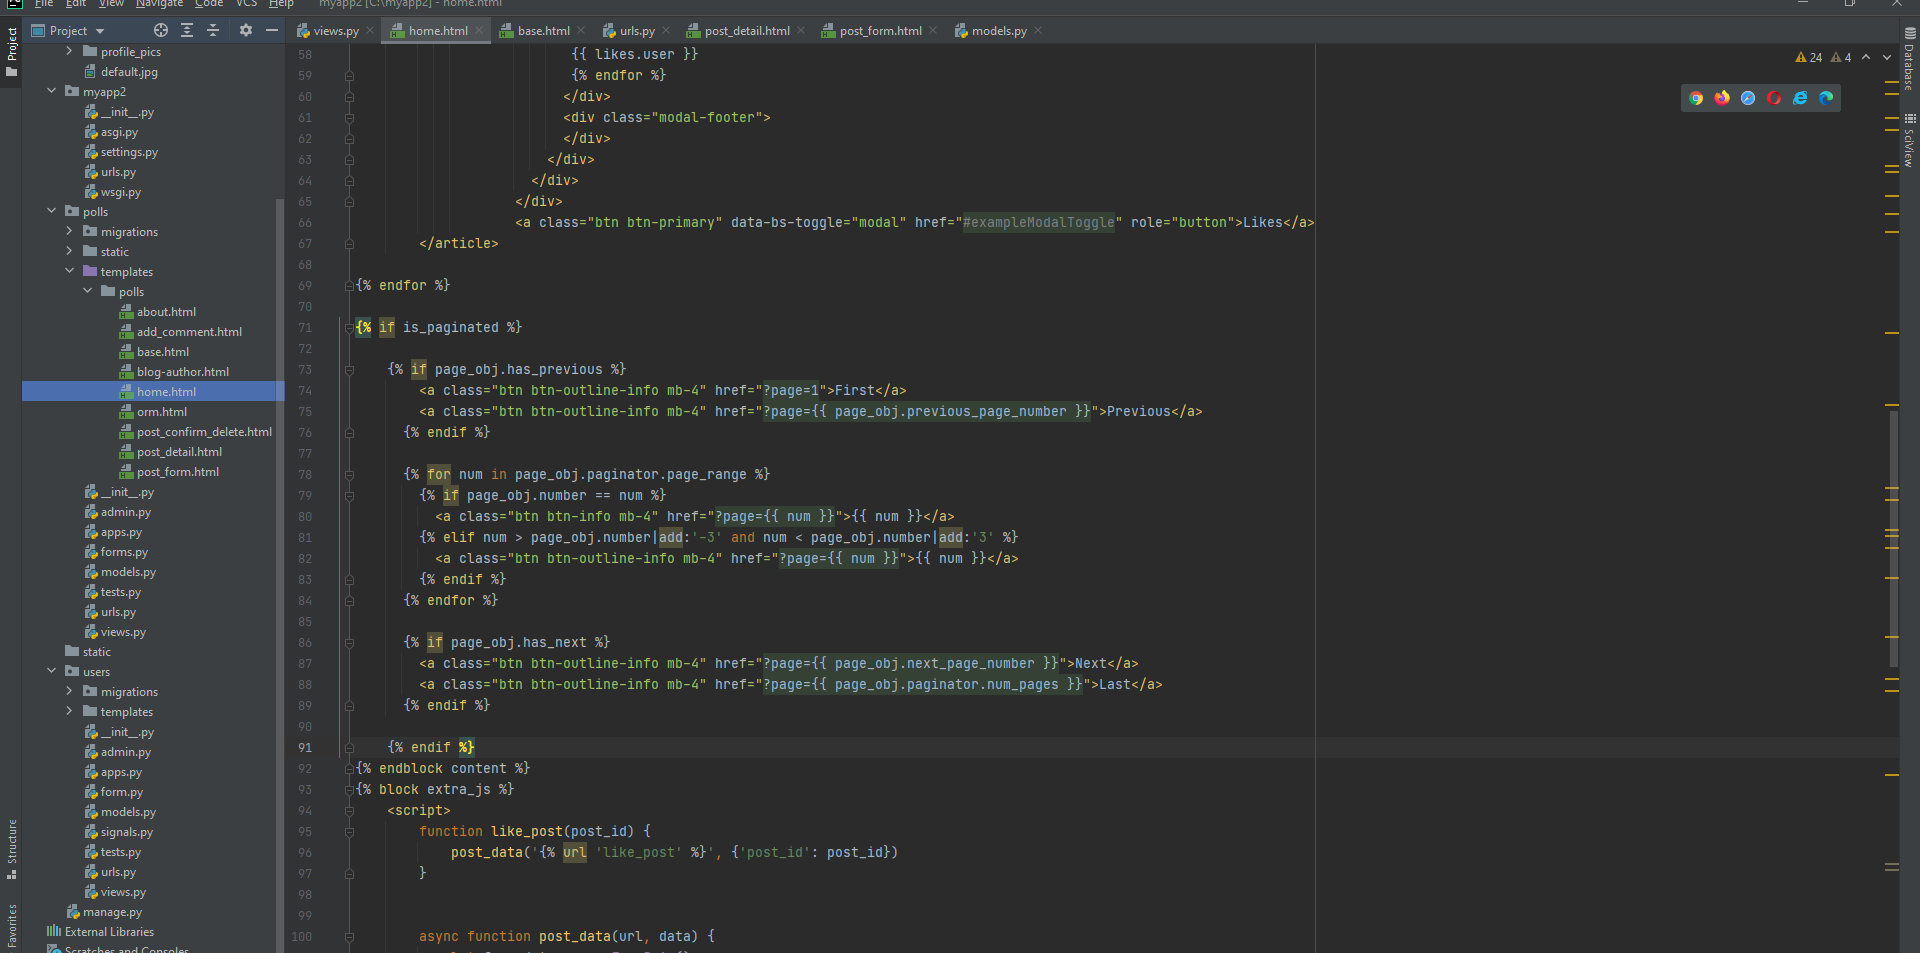 File Edit View Navigate Code VCS Help myapp2 [C:\myapp2] - home.html
Project
views.py home.html base.html urls.py post_detail.html post_form.html models.py
Project
Structure
Favorites
profile_pics
default.jpg
myapp2
__init__.py
asgi.py
settings.py
urls.py
wsgi.py
polls
migrations
static
templates
polls
about.html
add_comment.html
base.html
blog-author.html
home.html
orm.html
post_confirm_delete.html
post_detail.html
post_form.html
__init__.py
admin.py
apps.py
forms.py
models.py
tests.py
urls.py
views.py
static
users
migrations
templates
__init__.py
admin.py
apps.py
form.py
models.py
signals.py
tests.py
urls.py
views.py
manage.py
External Libraries
Scratches and Consoles
24 4
Database
SciView
58 {{ likes.user }}
59 {% endfor %}
60 </div>
61 <div class="modal-footer">
62 </div>
63 </div>
64 </div>
65 </div>
66 <a class="btn btn-primary" data-bs-toggle="modal" href="#exampleModalToggle" role="button">Likes</a>
67 </article>
68
69 {% endfor %}
70
71 {% if is_paginated %}
72
73 {% if page_obj.has_previous %}
74 <a class="btn btn-outline-info mb-4" href="?page=1">First</a>
75 <a class="btn btn-outline-info mb-4" href="?page={{ page_obj.previous_page_number }}">Previous</a>
76 {% endif %}
77
78 {% for num in page_obj.paginator.page_range %}
79 {% if page_obj.number == num %}
80 <a class="btn btn-info mb-4" href="?page={{ num }}">{{ num }}</a>
81 {% elif num > page_obj.number|add:'-3' and num < page_obj.number|add:'3' %}
82 <a class="btn btn-outline-info mb-4" href="?page={{ num }}">{{ num }}</a>
83 {% endif %}
84 {% endfor %}
85
86 {% if page_obj.has_next %}
87 <a class="btn btn-outline-info mb-4" href="?page={{ page_obj.next_page_number }}">Next</a>
88 <a class="btn btn-outline-info mb-4" href="?page={{ page_obj.paginator.num_pages }}">Last</a>
89 {% endif %}
90
91 {% endif %}
92 {% endblock content %}
93 {% block extra_js %}
94 <script>
95 function like_post(post_id) {
96 post_data('{% url 'like_post' %}', {'post_id': post_id})
97 }
98
99
100 async function post_data(url, data) {